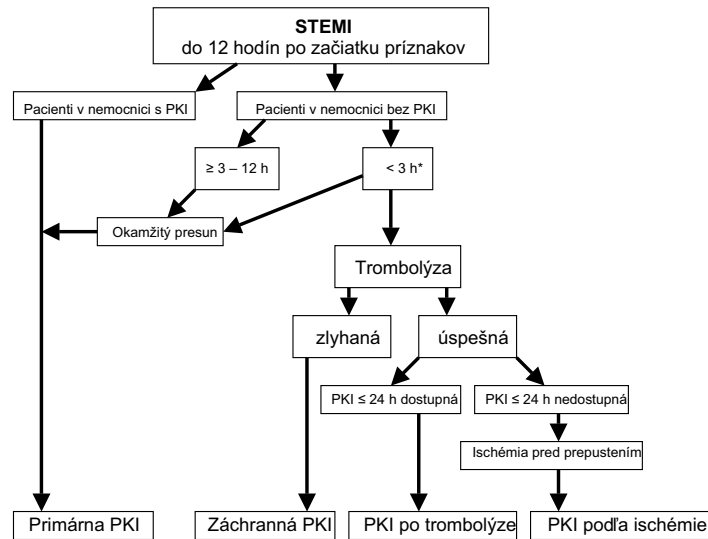 STEMI
do 12 hodín po začiatku príznakov
Pacienti v nemocnici s PKI
Pacienti v nemocnici bez PKI
≥ 3 – 12 h
< 3 h*
Okamžitý presun
Trombolýza
zlyhaná
úspešná
PKI ≤ 24 h dostupná
PKI ≤ 24 h nedostupná
Ischémia pred prepustením
Primárna PKI
Záchranná PKI
PKI po trombolýze
PKI podľa ischémie